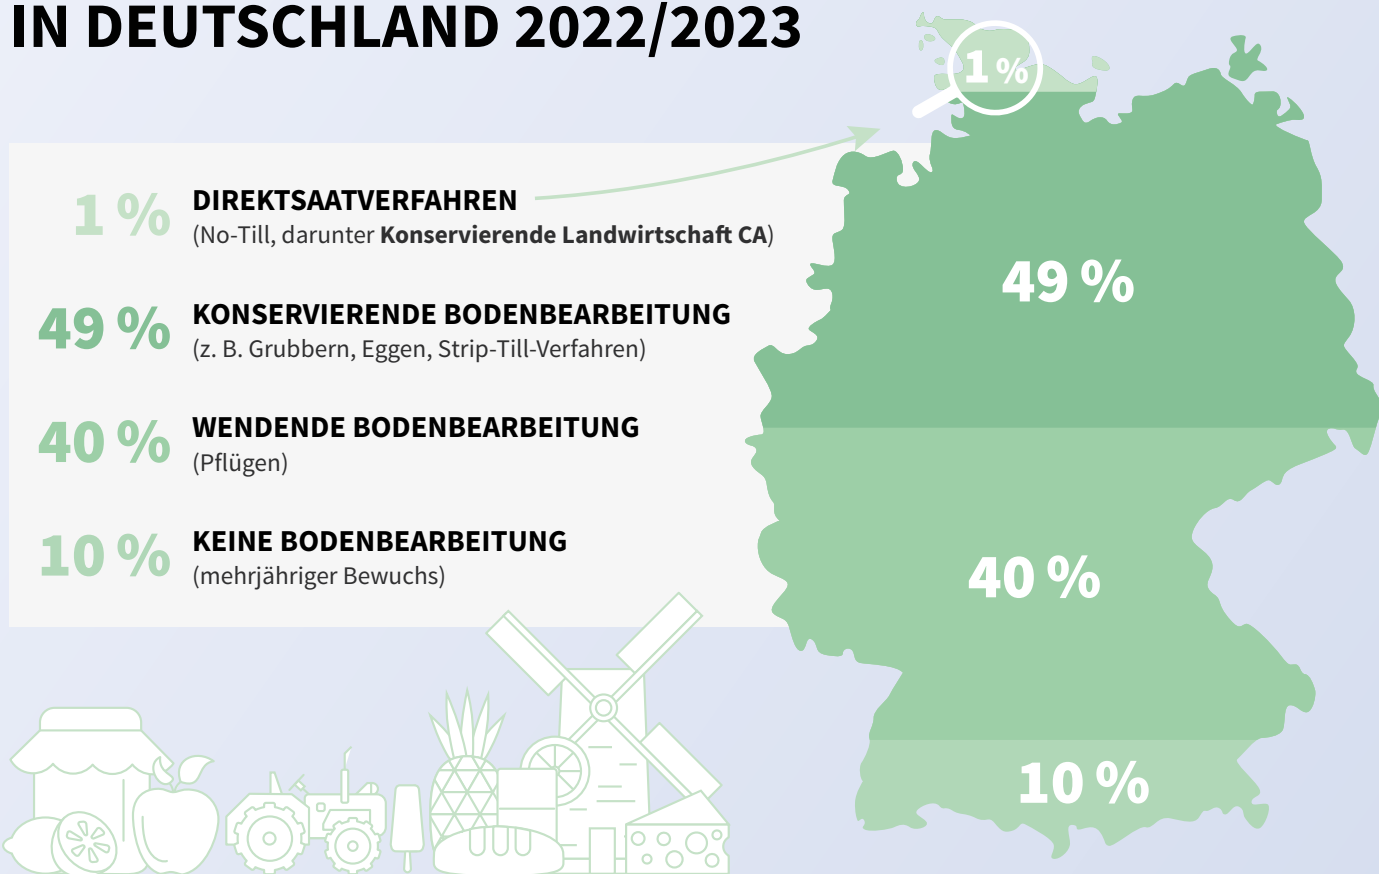 IN DEUTSCHLAND 2022/2023
1 %
1 %
DIREKTSAATVERFAHREN
(No-Till, darunter Konservierende Landwirtschaft CA)
49 %
KONSERVIERENDE BODENBEARBEITUNG
(z. B. Grubbern, Eggen, Strip-Till-Verfahren)
40 %
WENDENDE BODENBEARBEITUNG
(Pflügen)
10 %
KEINE BODENBEARBEITUNG
(mehrjähriger Bewuchs)
49 %
40 %
10 %